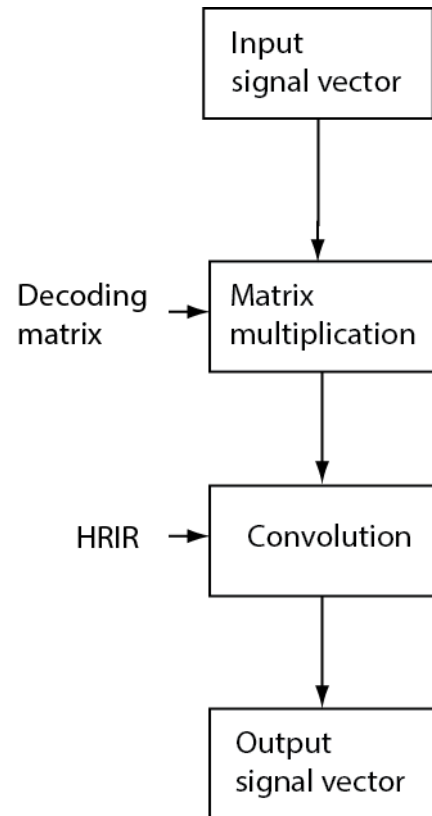 Input
signal vector
Decoding
matrix
Matrix
multiplication
HRIR
Convolution
Output
signal vector